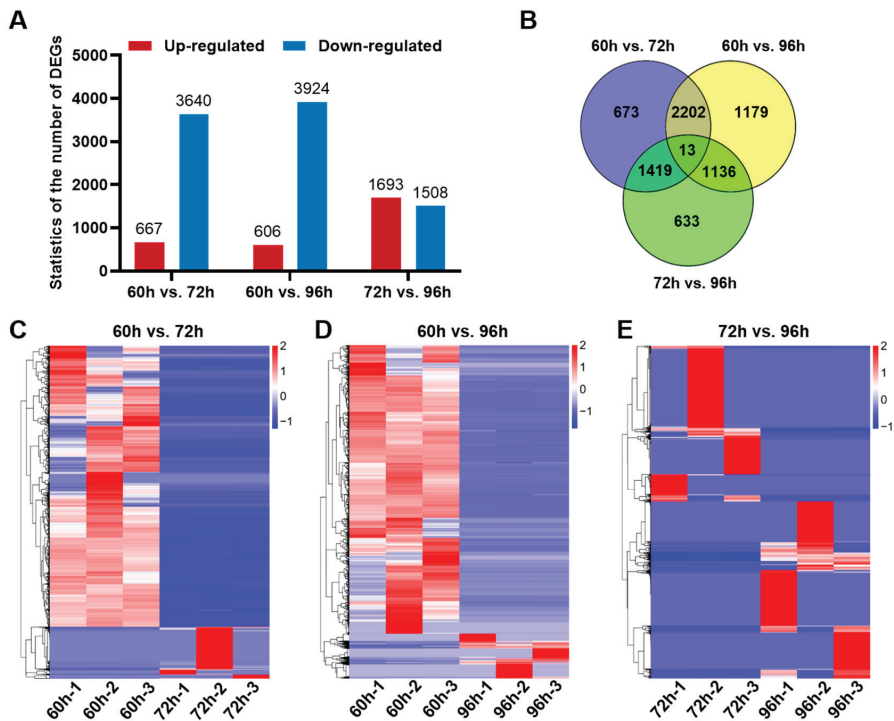 A
Up-regulated Down-regulated
Statistics of the number of DEGs
5000
4000
3000
2000
1000
0
667
3640
606
3924
1693
1508
60h vs. 72h 60h vs. 96h 72h vs. 96h
B
60h vs. 72h 60h vs. 96h
673 2202 1179
13
1419 1136
633
72h vs. 96h
C
60h vs. 72h
2
1
0
−1
60h-1 60h-2 60h-3 72h-1 72h-2 72h-3
D
60h vs. 96h
2
1
0
−1
60h-1 60h-2 60h-3 96h-1 96h-2 96h-3
E
72h vs. 96h
2
1
0
−1
72h-1 72h-2 72h-3 96h-1 96h-2 96h-3